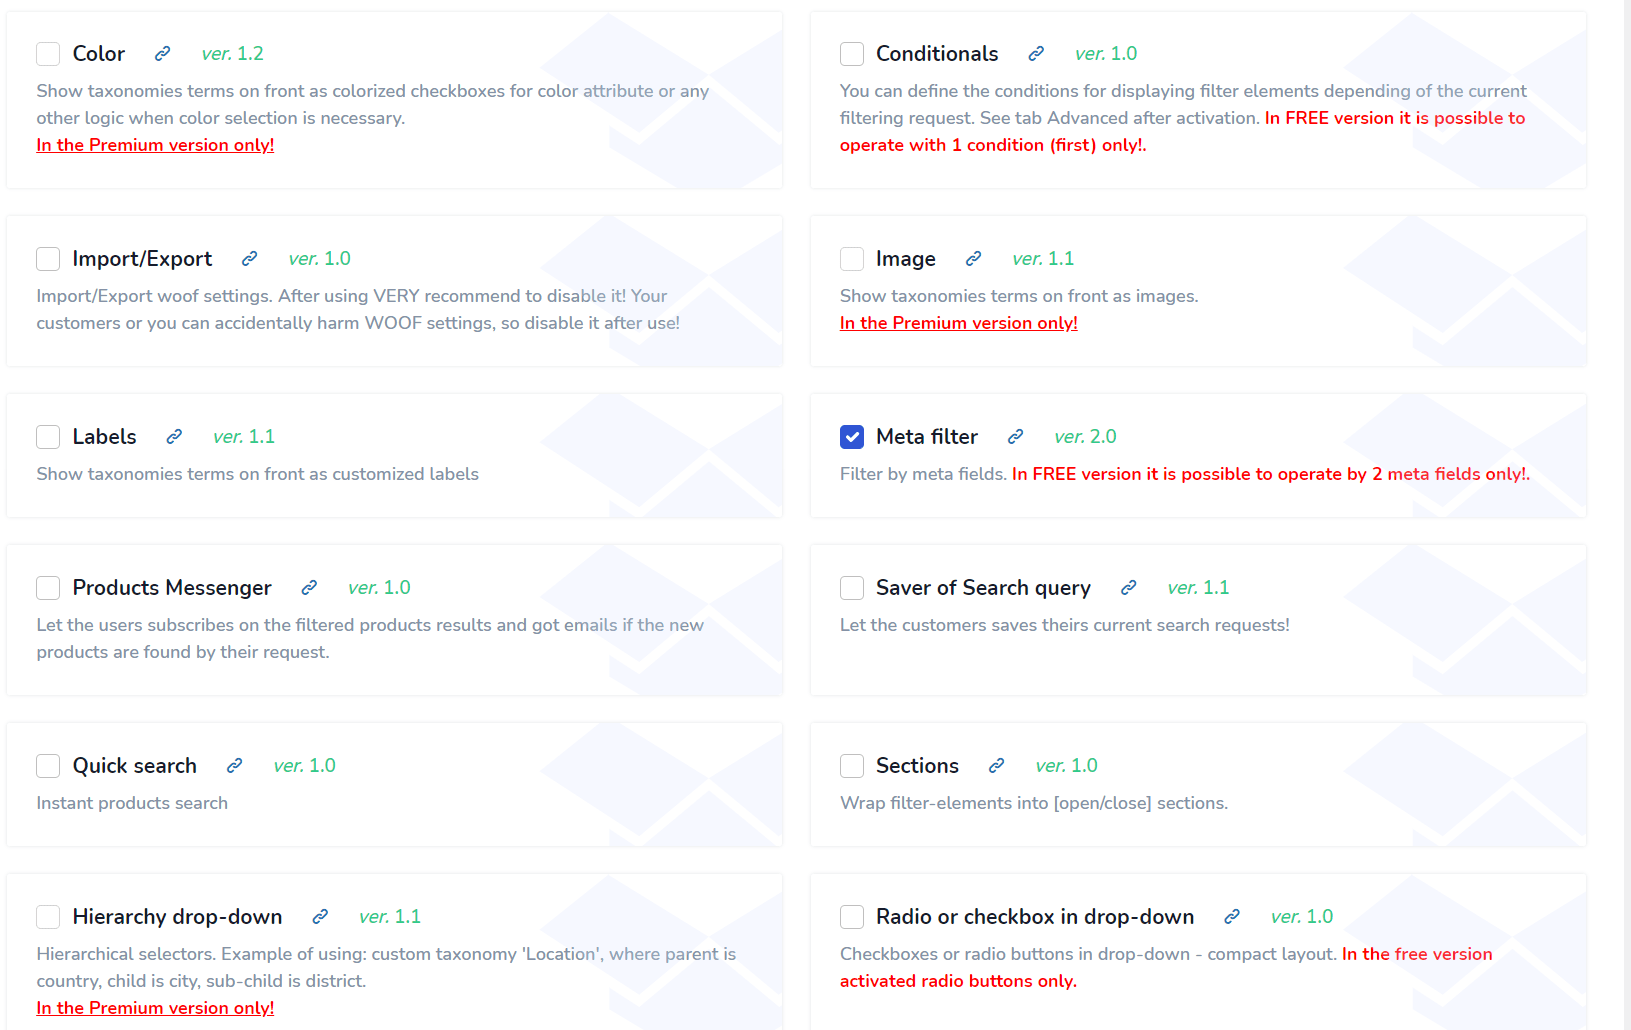 Color ver. 1.2
Show taxonomies terms on front as colorized checkboxes for color attribute or any
other logic when color selection is necessary.
In the Premium version only!
Conditionals ver. 1.0
You can define the conditions for displaying filter elements depending of the current
filtering request. See tab Advanced after activation. In FREE version it is possible to
operate with 1 condition (first) only!.
Import/Export ver. 1.0
Import/Export woof settings. After using VERY recommend to disable it! Your
customers or you can accidentally harm WOOF settings, so disable it after use!
Image ver. 1.1
Show taxonomies terms on front as images.
In the Premium version only!
Labels ver. 1.1
Show taxonomies terms on front as customized labels
Meta filter ver. 2.0
Filter by meta fields. In FREE version it is possible to operate by 2 meta fields only!.
Products Messenger ver. 1.0
Let the users subscribes on the filtered products results and got emails if the new
products are found by their request.
Saver of Search query ver. 1.1
Let the customers saves theirs current search requests!
Quick search ver. 1.0
Instant products search
Sections ver. 1.0
Wrap filter-elements into [open/close] sections.
Hierarchy drop-down ver. 1.1
Hierarchical selectors. Example of using: custom taxonomy 'Location', where parent is
country, child is city, sub-child is district.
In the Premium version only!
Radio or checkbox in drop-down ver. 1.0
Checkboxes or radio buttons in drop-down - compact layout. In the free version
activated radio buttons only.